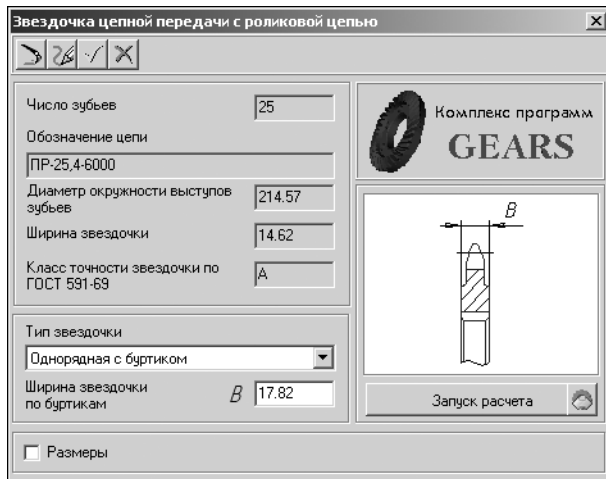 Звездочка цепной передачи с роликовой цепью
Число зубьев 25
Обозначение цепи
ПР-25,4-6000
Диаметр окружности выступов
зубьев 214.57
Ширина звездочки 14.62
Класс точности звездочки по
ГОСТ 591-69 А
Тип звездочки
Однорядная с буртиком
Ширина звездочки
по буртикам B 17.82
Размеры
Комплекс программ
GEARS
B
Запуск расчета